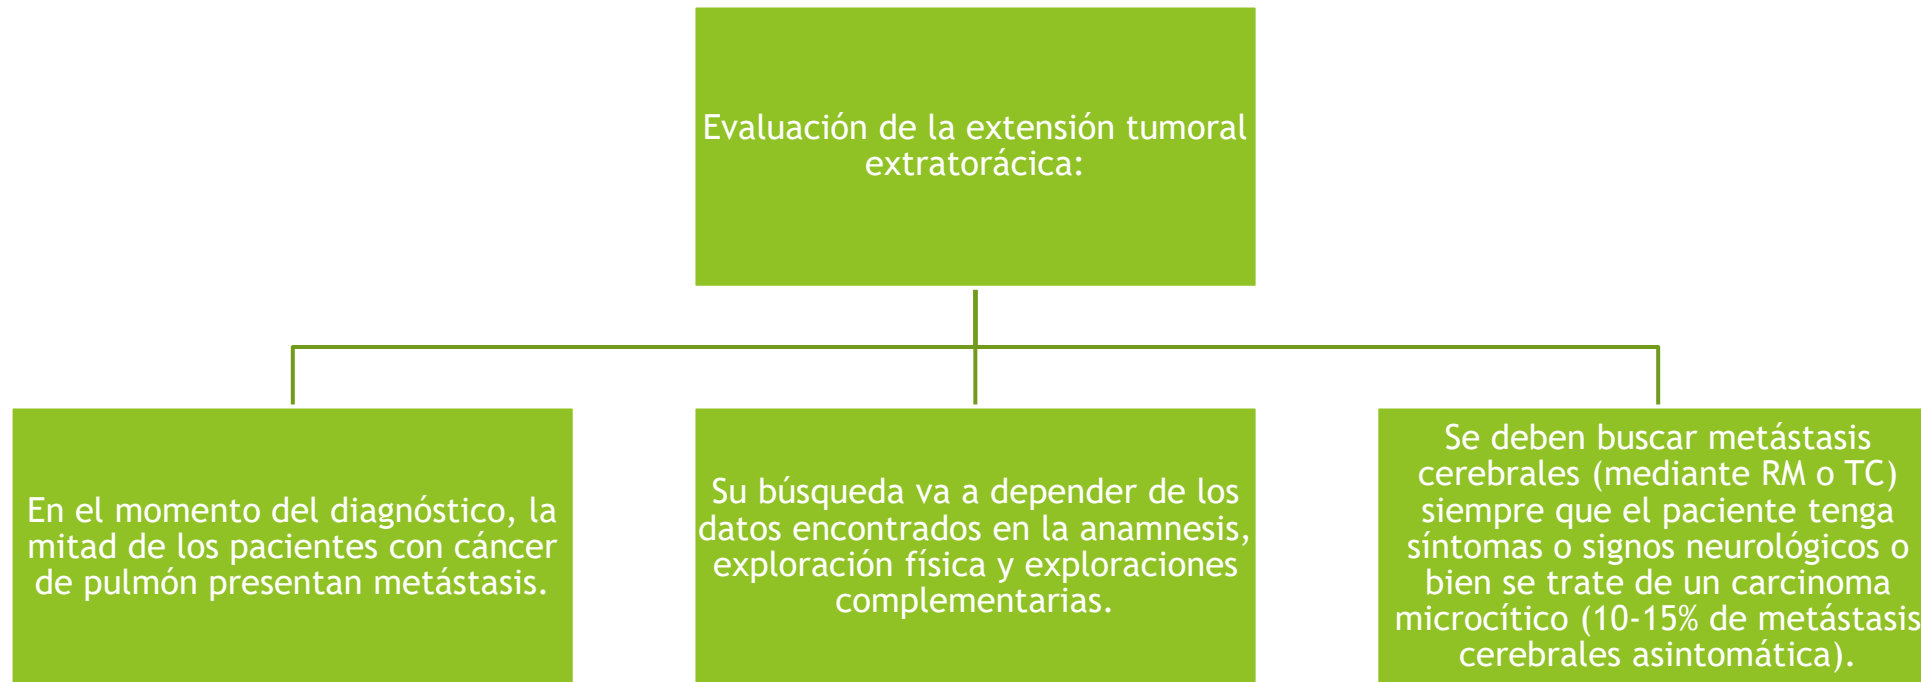 Evaluación de la extensión tumoral
extratorácica:
En el momento del diagnóstico, la
mitad de los pacientes con cáncer
de pulmón presentan metástasis.
Su búsqueda va a depender de los
datos encontrados en la anamnesis,
exploración física y exploraciones
complementarias.
Se deben buscar metástasis
cerebrales (mediante RM o TC)
siempre que el paciente tenga
síntomas o signos neurológicos o
bien se trate de un carcinoma
microcítico (10-15% de metástasis
cerebrales asintomática).